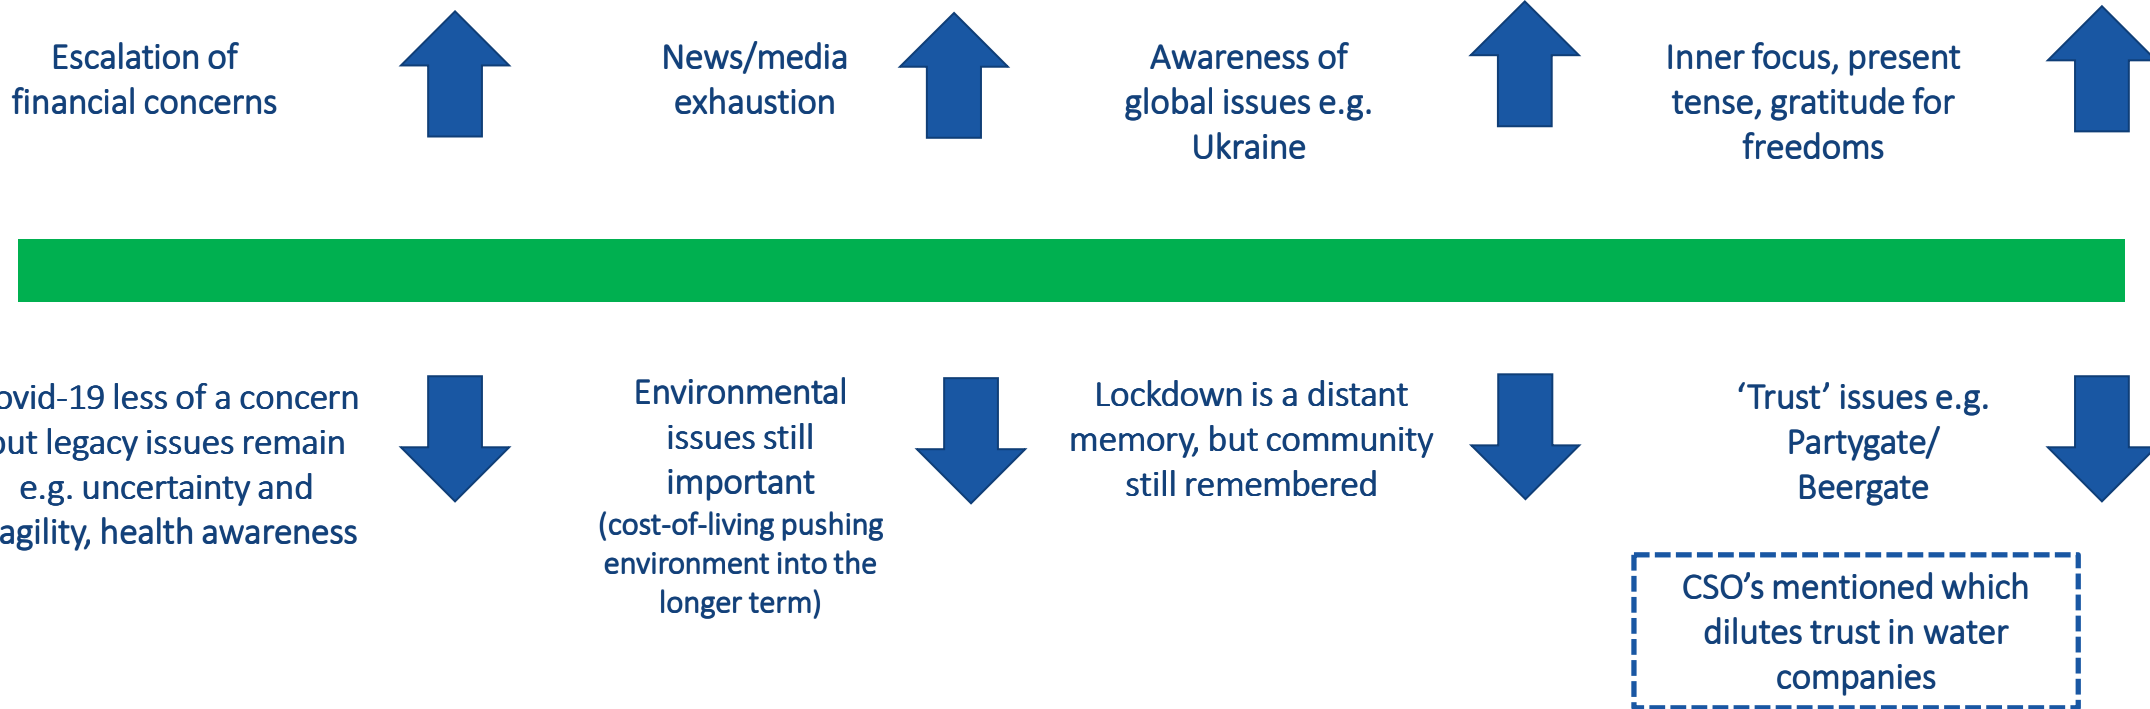 Escalation of
financial concerns
News/media
exhaustion
Awareness of
global issues e.g.
Ukraine
Inner focus, present
tense, gratitude for
freedoms
ovid-19 less of a concern
out legacy issues remain
e.g. uncertainty and
agility, health awareness
Environmental
issues still
important
(cost-of-living pushing
environment into the
longer term)
Lockdown is a distant
memory, but community
still remembered
‘Trust’ issues e.g.
Partygate/
Beergate
CSO’s mentioned which
dilutes trust in water
companies